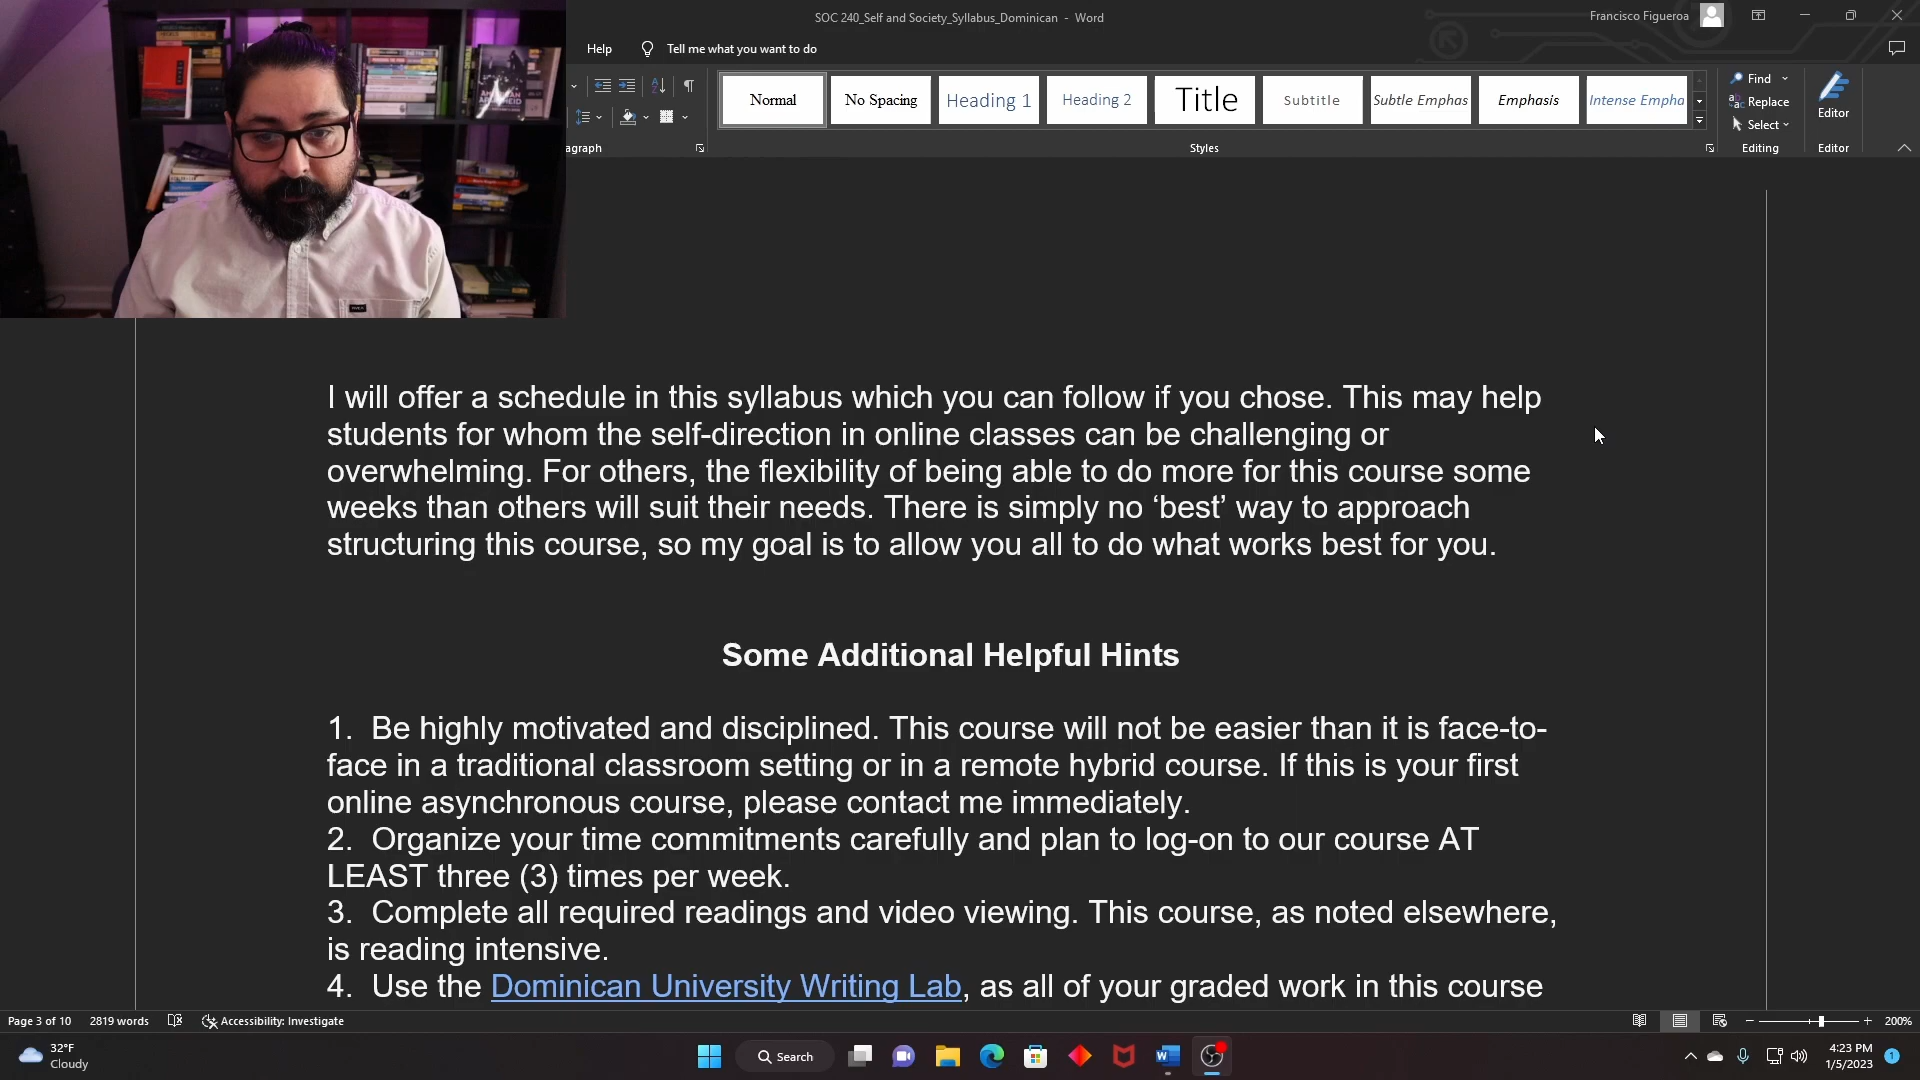 SOC 240_Self and Society_Syllabus_Dominican - Word
Francisco Figueroa
Help
Tell me what you want to do
Normal
No Spacing
Heading 1
Heading 2
Title
Subtitle
Subtle Emphas
Emphasis
Intense Empha
Find
Replace
Select
Editor
agraph
Styles
Editing
Editor
I will offer a schedule in this syllabus which you can follow if you chose. This may help
students for whom the self-direction in online classes can be challenging or
overwhelming. For others, the flexibility of being able to do more for this course some
weeks than others will suit their needs. There is simply no ‘best’ way to approach
structuring this course, so my goal is to allow you all to do what works best for you.
Some Additional Helpful Hints
1. Be highly motivated and disciplined. This course will not be easier than it is face-to-
face in a traditional classroom setting or in a remote hybrid course. If this is your first
online asynchronous course, please contact me immediately.
2. Organize your time commitments carefully and plan to log-on to our course AT
LEAST three (3) times per week.
3. Complete all required readings and video viewing. This course, as noted elsewhere,
is reading intensive.
4. Use the Dominican University Writing Lab, as all of your graded work in this course
Page 3 of 10
2819 words
Accessibility: Investigate
200%
32°F
Cloudy
Search
4:23 PM
1/5/2023
1